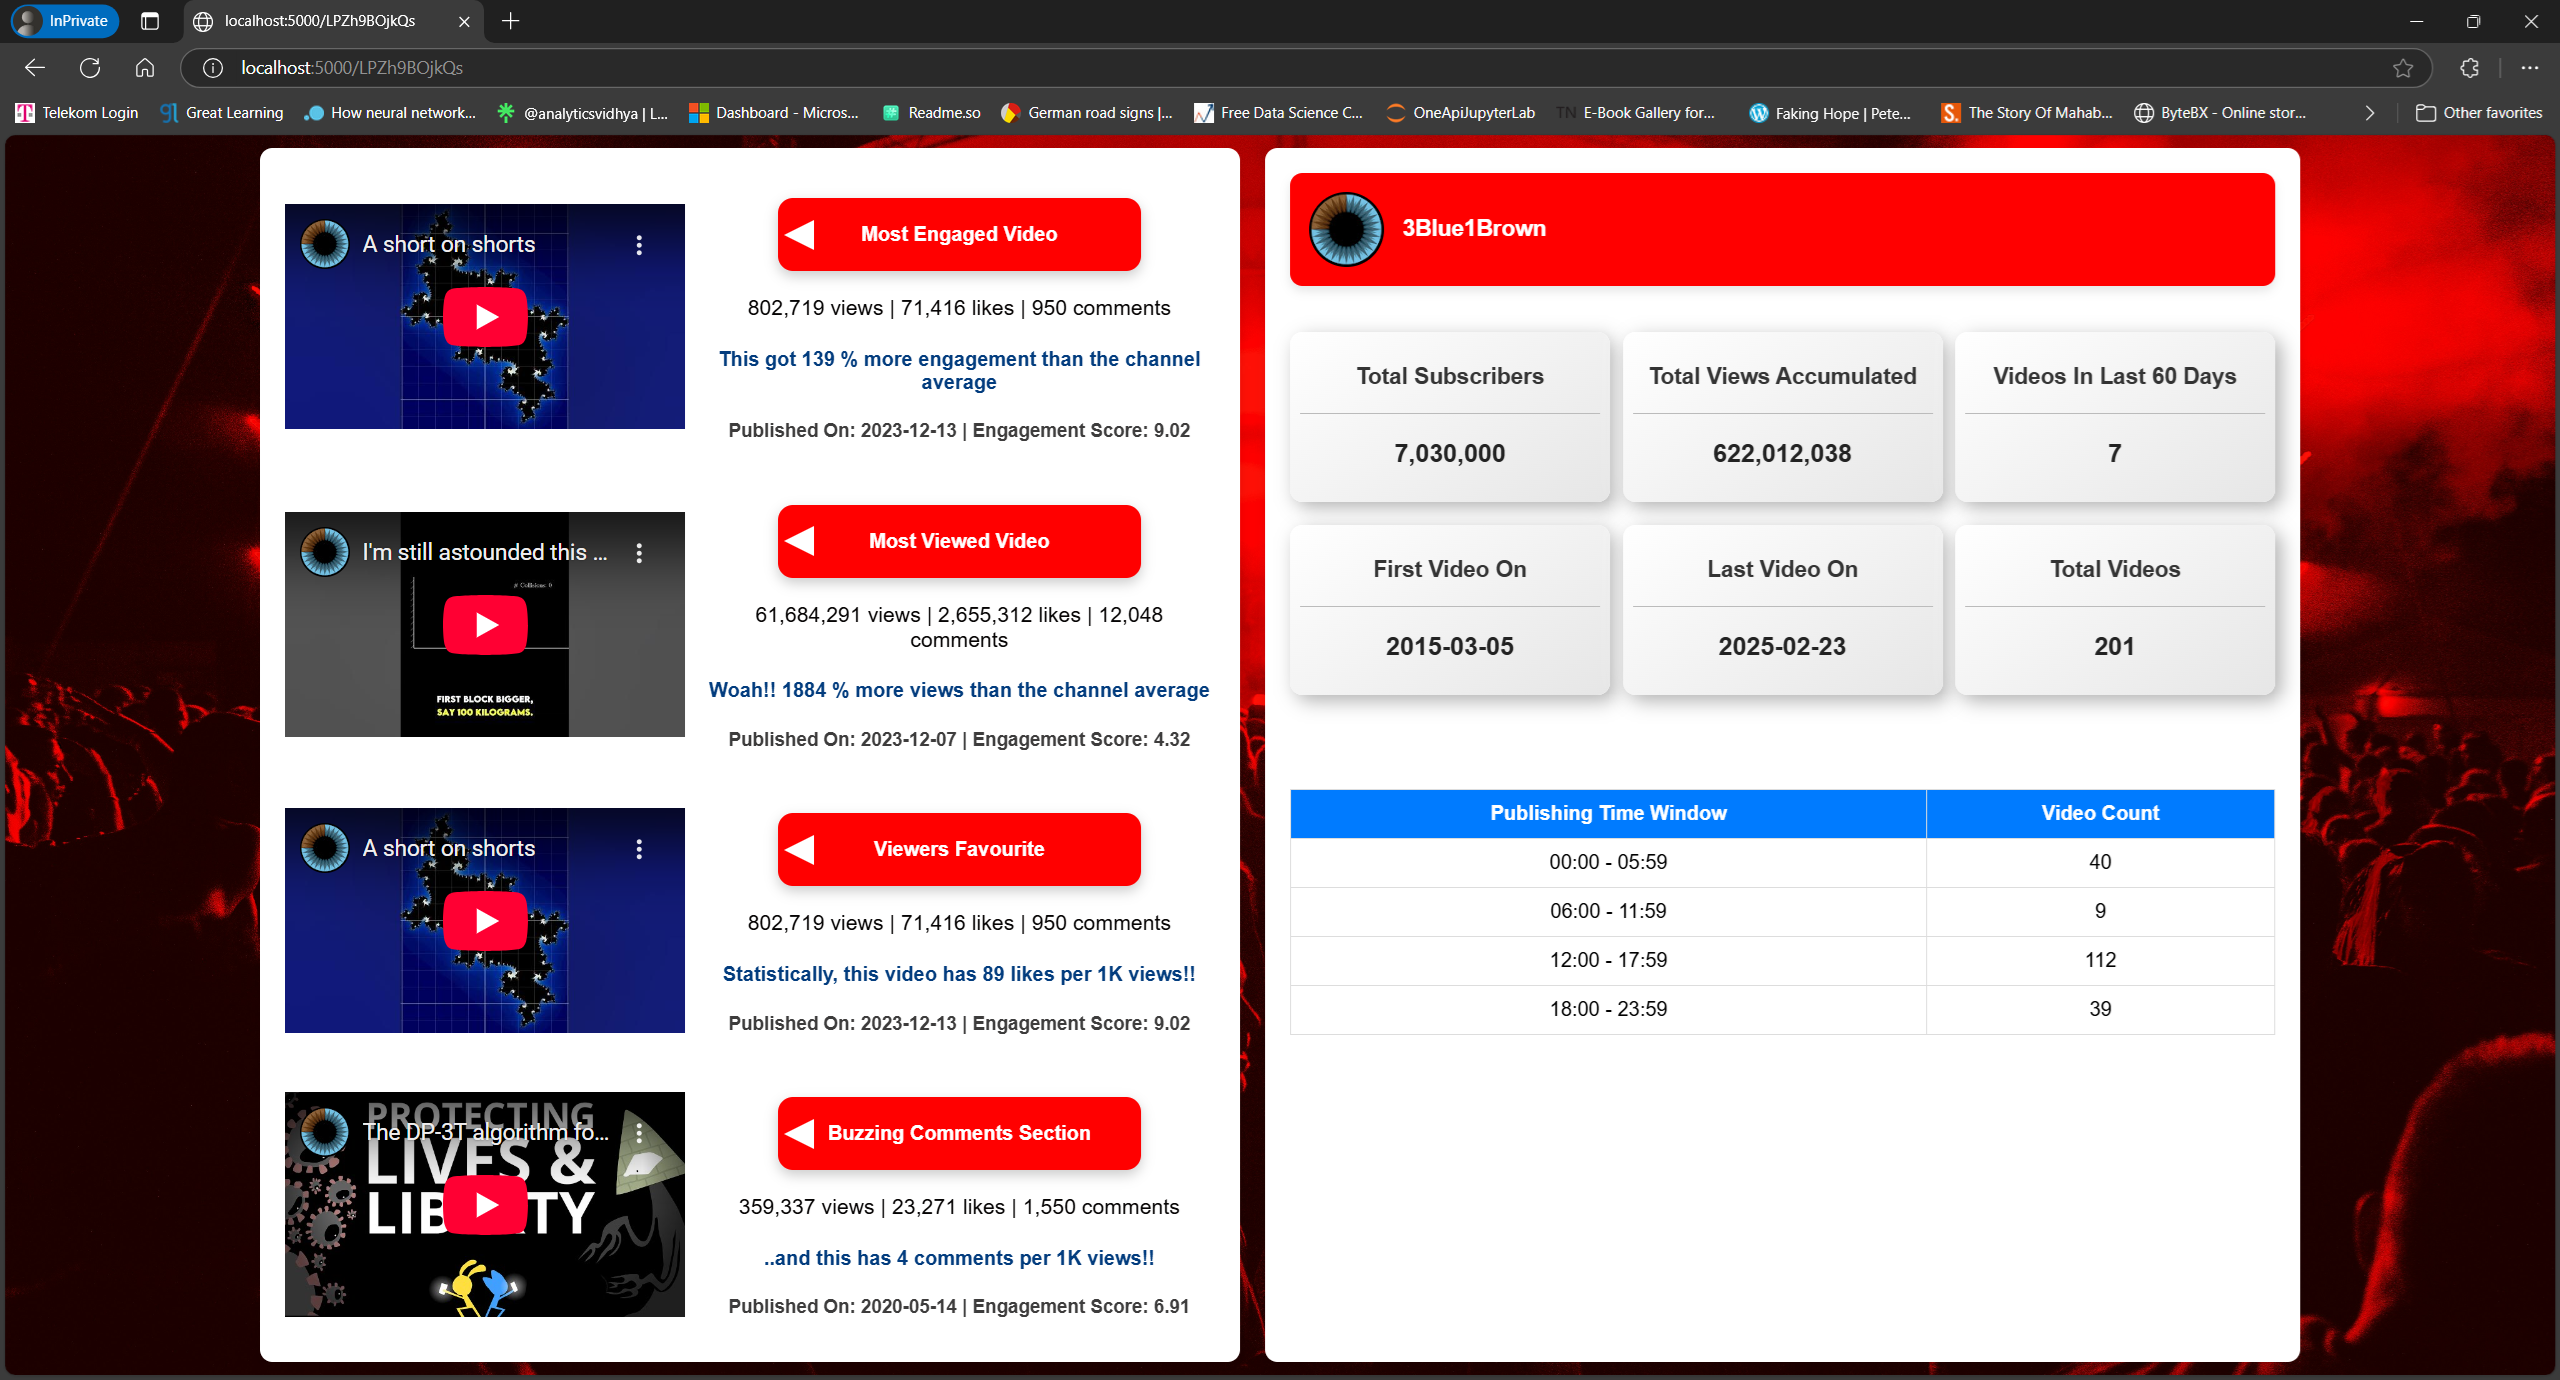 InPrivate
localhost:5000/LPZh9BOjkQs
localhost:5000/LPZh9BOjkQs
Telekom Login
Great Learning
How neural network...
@analyticsvidhya | L...
Dashboard - Micros...
Readme.so
German road signs |...
Free Data Science C...
OneApiJupyterLab
TN E-Book Gallery for...
Faking Hope | Pete...
The Story Of Mahab...
ByteBX - Online stor...
Other favorites
A short on shorts
Most Engaged Video
802,719 views | 71,416 likes | 950 comments
This got 139 % more engagement than the channel
average
Published On: 2023-12-13 | Engagement Score: 9.02
I'm still astounded this ...
# Collisions: 0
FIRST BLOCK BIGGER,
SAY 100 KILOGRAMS.
Most Viewed Video
61,684,291 views | 2,655,312 likes | 12,048
comments
Woah!! 1884 % more views than the channel average
Published On: 2023-12-07 | Engagement Score: 4.32
A short on shorts
Viewers Favourite
802,719 views | 71,416 likes | 950 comments
Statistically, this video has 89 likes per 1K views!!
Published On: 2023-12-13 | Engagement Score: 9.02
PROTECTING
The DP-3T algorithm fo...
LIVES &
LIBERTY
Buzzing Comments Section
359,337 views | 23,271 likes | 1,550 comments
..and this has 4 comments per 1K views!!
Published On: 2020-05-14 | Engagement Score: 6.91
3Blue1Brown
Total Subscribers
7,030,000
Total Views Accumulated
622,012,038
Videos In Last 60 Days
7
First Video On
2015-03-05
Last Video On
2025-02-23
Total Videos
201
Publishing Time Window Video Count
00:00 - 05:59 40
06:00 - 11:59 9
12:00 - 17:59 112
18:00 - 23:59 39